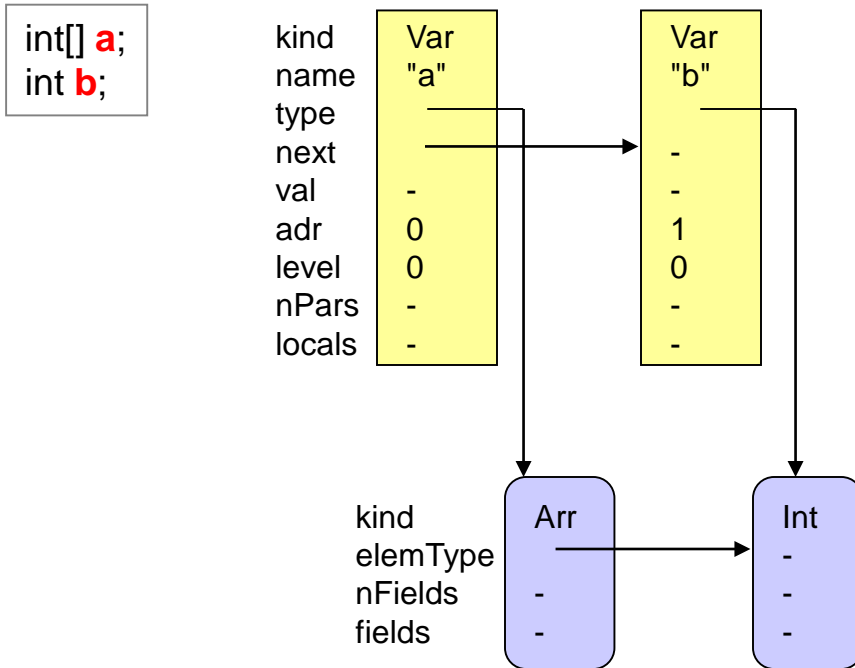 int[] a;
int b;
kind Var Var
name "a" "b"
type
next -
val - -
adr 0 1
level 0 0
nPars - -
locals - -
kind Arr Int
elemType -
nFields - -
fields - -